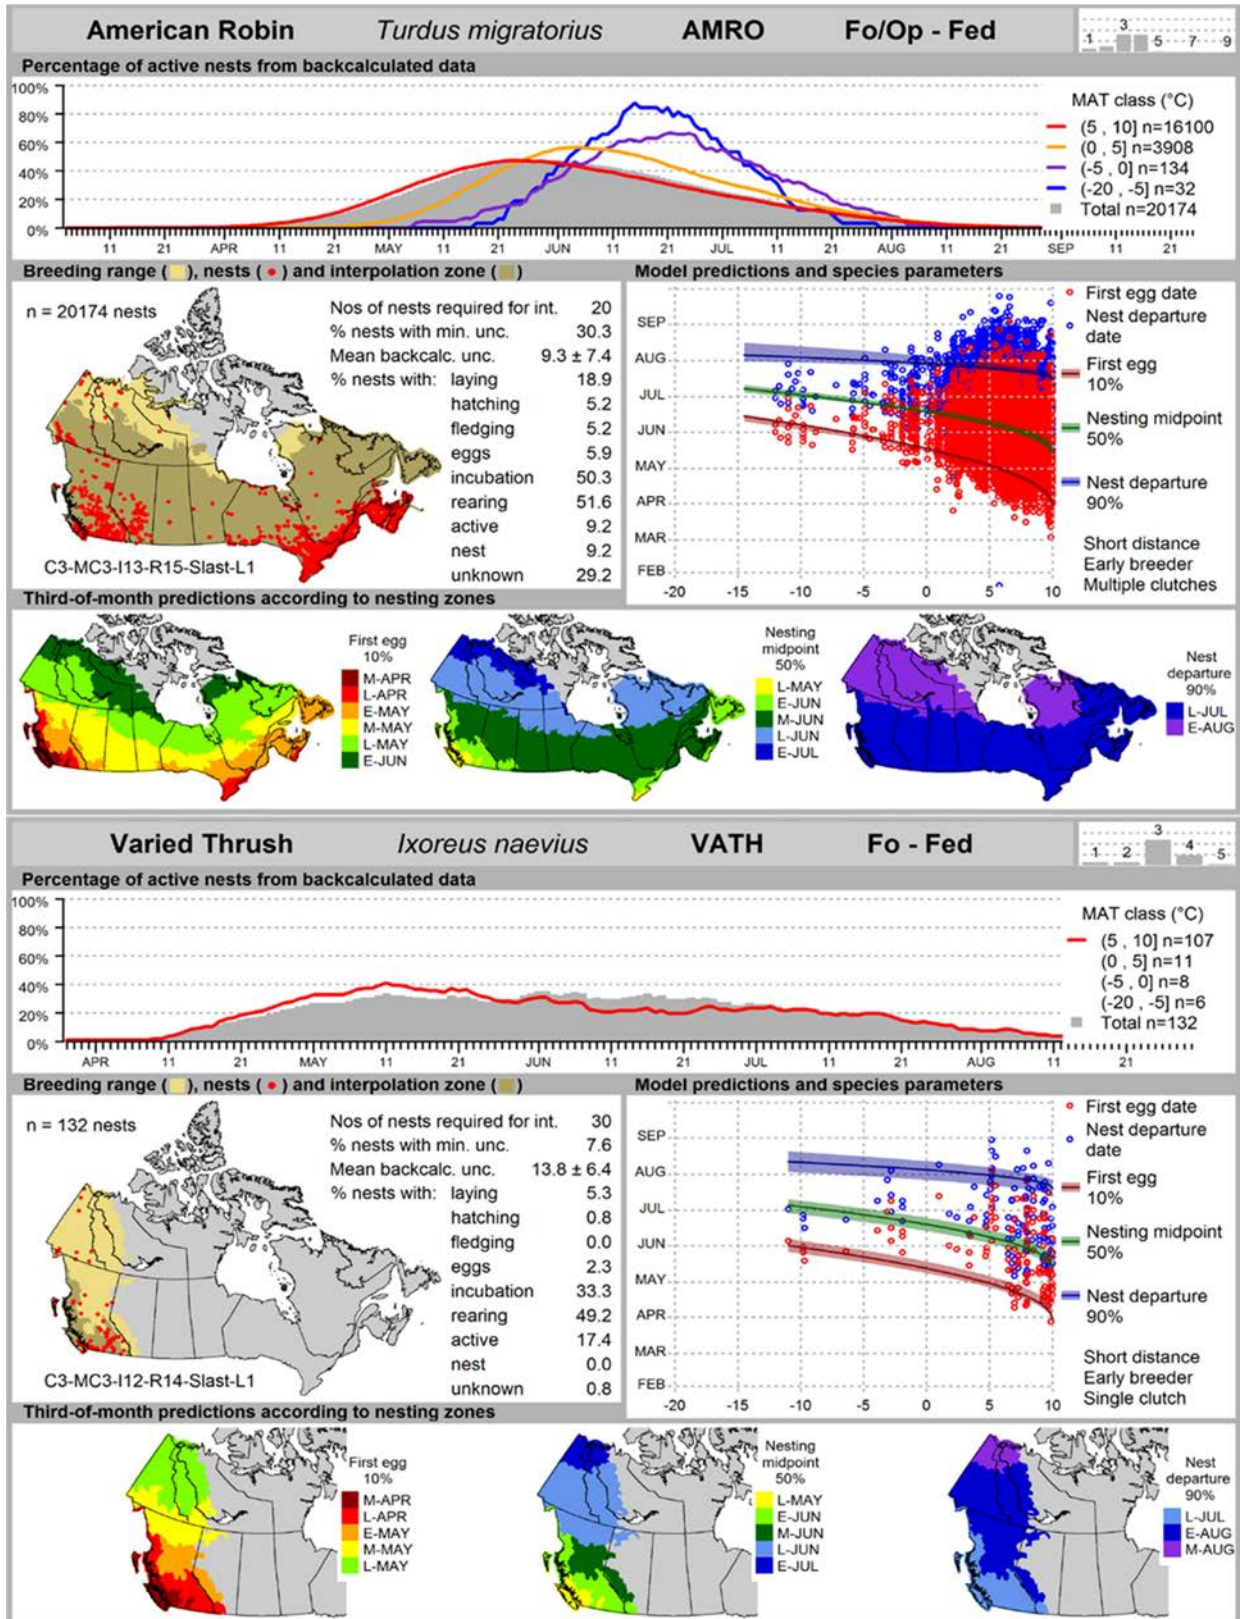 American Robin Turdus migratorius AMRO Fo/Op - Fed
1 3 5 7 9
Percentage of active nests from backcalculated data
100%
80%
60%
40%
20%
0%
11 21 APR 11 21 MAY 11 21 JUN 11 21 JUL 11 21 AUG 11 21 SEP 11 21
MAT class (°C)
(5 , 10] n=16100
(0 , 5] n=3908
(-5 , 0] n=134
(-20 , -5] n=32
Total n=20174
Breeding range ( ), nests ( ) and interpolation zone ( )
n = 20174 nests
Nos of nests required for int. 20
% nests with min. unc. 30.3
Mean backcalc. unc. 9.3 ± 7.4
% nests with: laying 18.9
hatching 5.2
fledging 5.2
eggs 5.9
incubation 50.3
rearing 51.6
active 9.2
nest 9.2
unknown 29.2
C3-MC3-I13-R15-Slast-L1
Model predictions and species parameters
SEP
AUG
JUL
JUN
MAY
APR
MAR
FEB
-20 -15 -10 -5 0 5 10
First egg date
Nest departure
date
First egg
10%
Nesting midpoint
50%
Nest departure
90%
Short distance
Early breeder
Multiple clutches
Third-of-month predictions according to nesting zones
First egg
10%
M-APR
L-APR
E-MAY
M-MAY
L-MAY
E-JUN
Nesting
midpoint
50%
L-MAY
E-JUN
M-JUN
L-JUN
E-JUL
Nest
departure
90%
L-JUL
E-AUG
Varied Thrush Ixoreus naevius VATH Fo - Fed
1 2 3 4 5
Percentage of active nests from backcalculated data
100%
80%
60%
40%
20%
0%
APR 11 21 MAY 11 21 JUN 11 21 JUL 11 21 AUG 11 21
MAT class (°C)
(5 , 10] n=107
(0 , 5] n=11
(-5 , 0] n=8
(-20 , -5] n=6
Total n=132
Breeding range ( ), nests ( ) and interpolation zone ( )
n = 132 nests
Nos of nests required for int. 30
% nests with min. unc. 7.6
Mean backcalc. unc. 13.8 ± 6.4
% nests with: laying 5.3
hatching 0.8
fledging 0.0
eggs 2.3
incubation 33.3
rearing 49.2
active 17.4
nest 0.0
unknown 0.8
C3-MC3-I12-R14-Slast-L1
Model predictions and species parameters
SEP
AUG
JUL
JUN
MAY
APR
MAR
FEB
-20 -15 -10 -5 0 5 10
First egg date
Nest departure
date
First egg
10%
Nesting midpoint
50%
Nest departure
90%
Short distance
Early breeder
Single clutch
Third-of-month predictions according to nesting zones
First egg
10%
M-APR
L-APR
E-MAY
M-MAY
L-MAY
Nesting
midpoint
50%
L-MAY
E-JUN
M-JUN
L-JUN
E-JUL
Nest
departure
90%
L-JUL
E-AUG
M-AUG